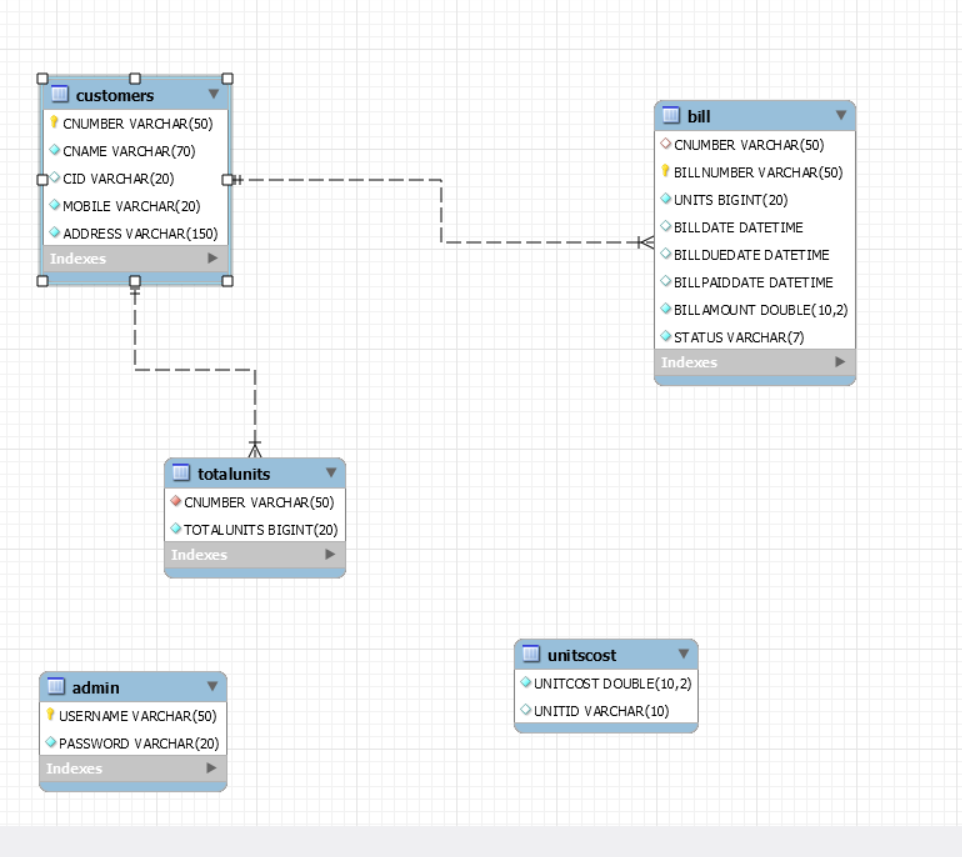 customers
CNUMBER VARCHAR(50)
CNAME VARCHAR(70)
CID VARCHAR(20)
MOBILE VARCHAR(20)
ADDRESS VARCHAR(150)
Indexes
bill
CNUMBER VARCHAR(50)
BILLNUMBER VARCHAR(50)
UNITS BIGINT(20)
BILLDATE DATETIME
BILLDUEDATE DATETIME
BILLPAIDDATE DATETIME
BILLAMOUNT DOUBLE(10,2)
STATUS VARCHAR(7)
Indexes
totalunits
CNUMBER VARCHAR(50)
TOTALUNITS BIGINT(20)
Indexes
admin
USERNAME VARCHAR(50)
PASSWORD VARCHAR(20)
Indexes
unitscost
UNITCOST DOUBLE(10,2)
UNITID VARCHAR(10)